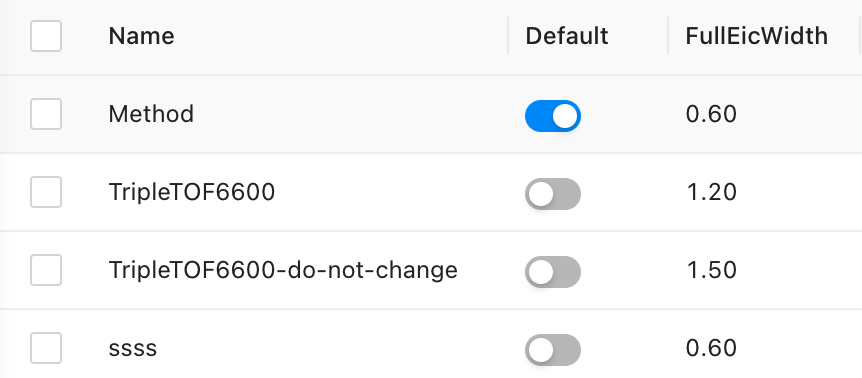 Name Default FullEicWidth
Method 0.60
TripleTOF6600 1.20
TripleTOF6600-do-not-change 1.50
ssss 0.60